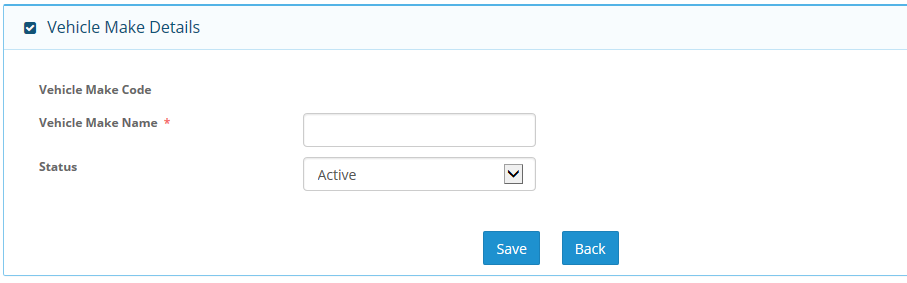 Vehicle Make Details
Vehicle Make Code
Vehicle Make Name *
Status
Active
Save
Back